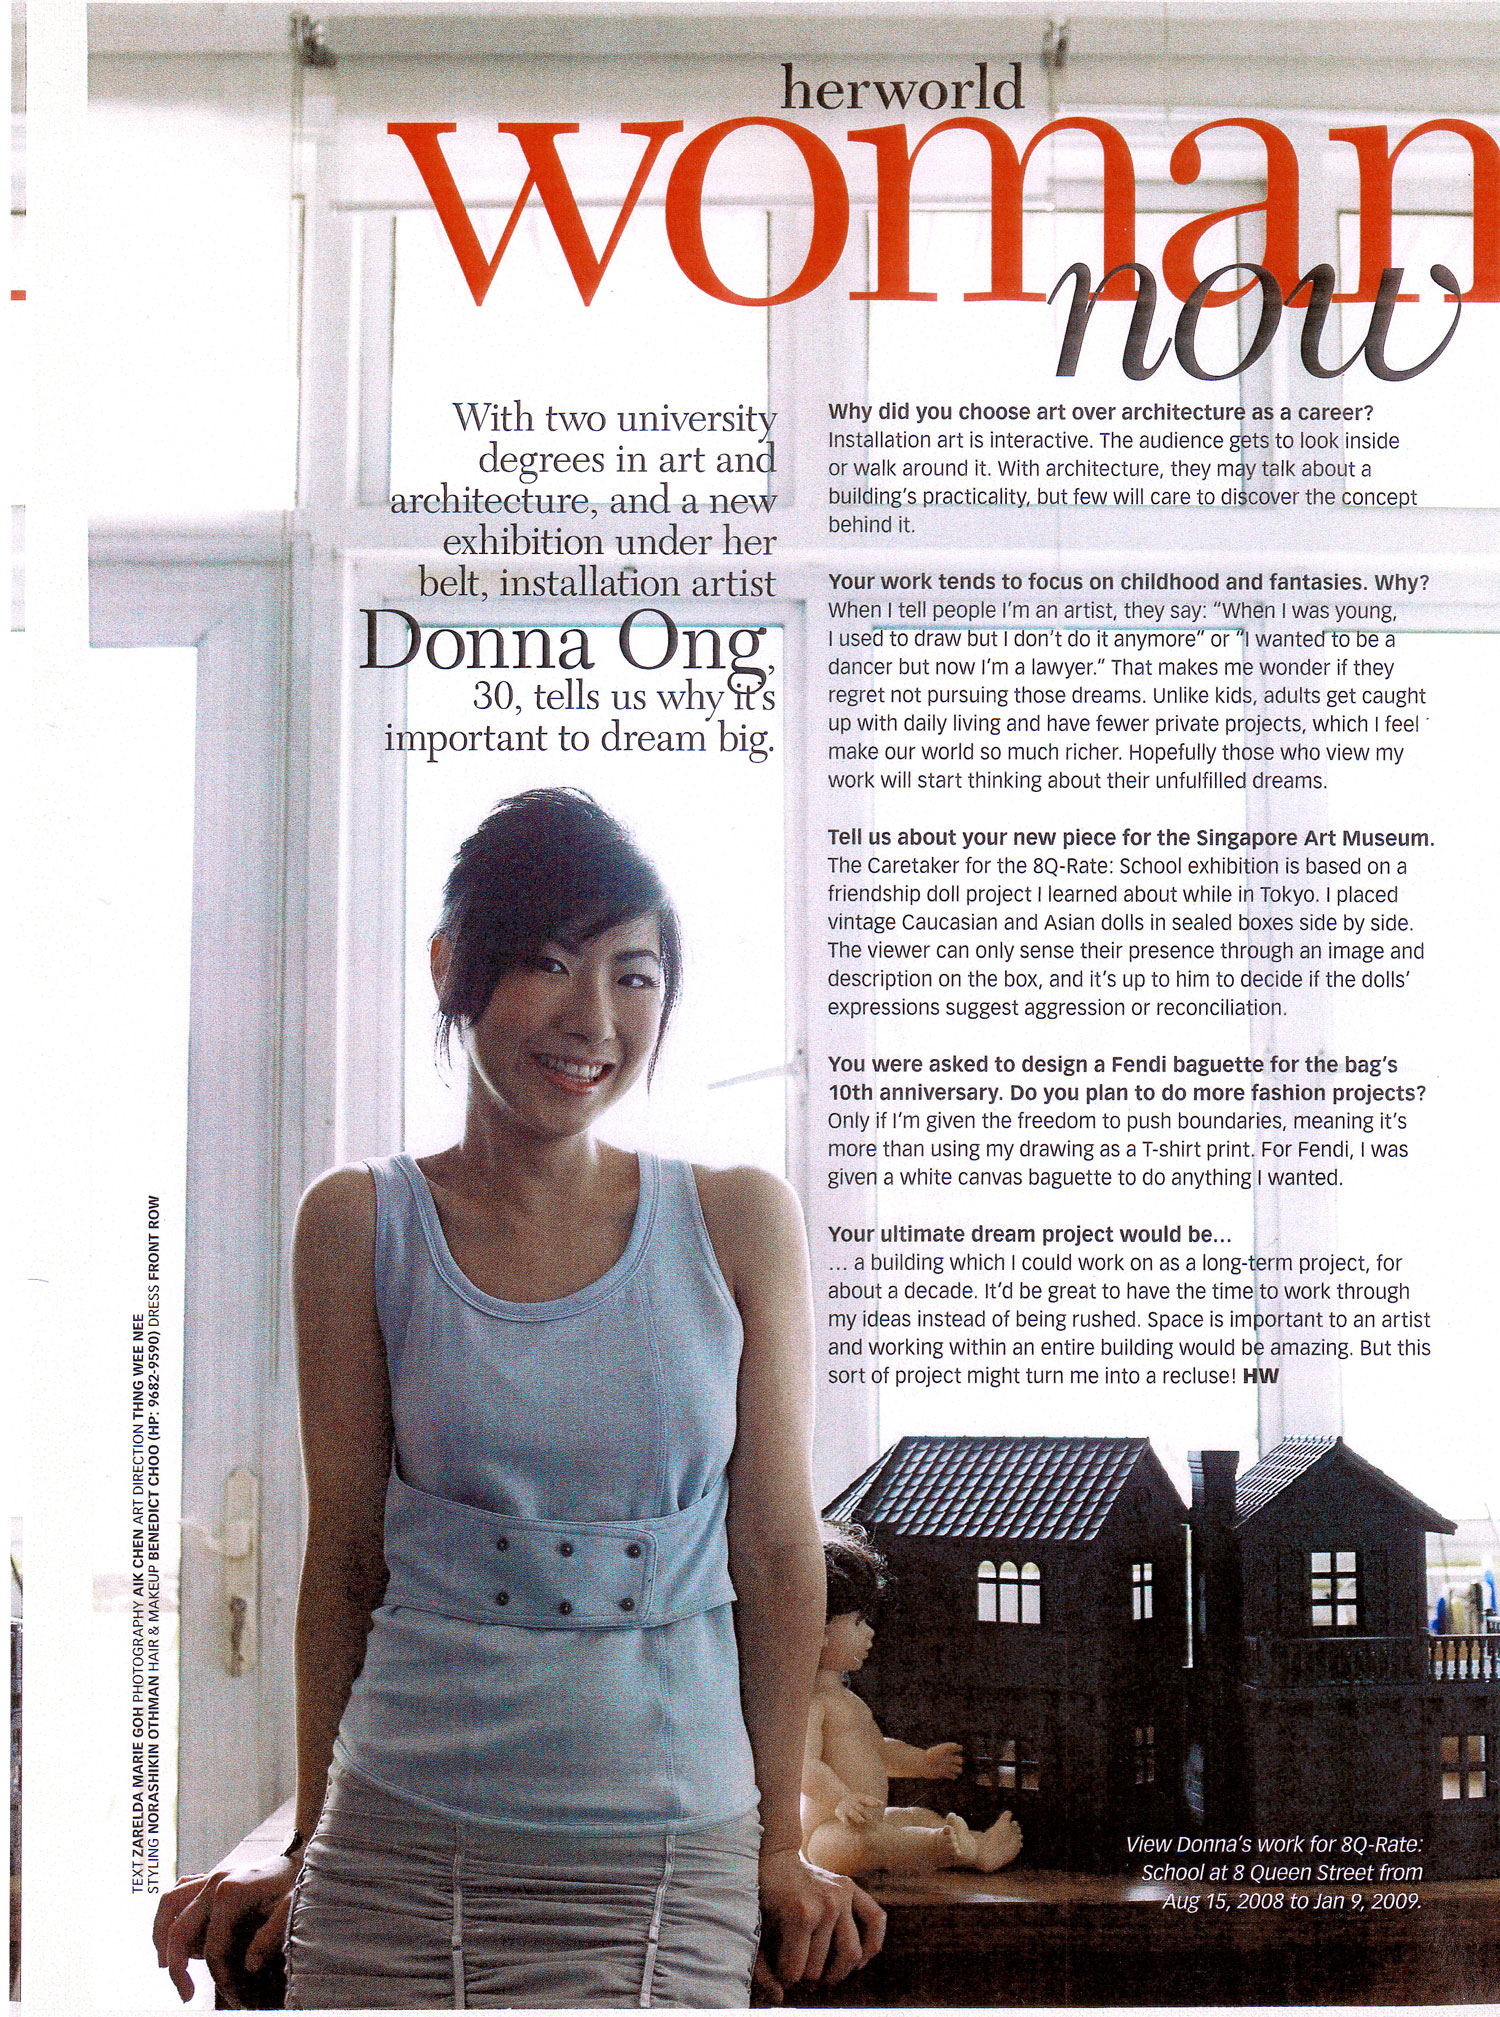 herworld
woman
now
With two university
degrees in art and
architecture, and a new
exhibition under her
belt, installation artist
Donna Ong,
30, tells us why it's
important to dream big.
Why did you choose art over architecture as a career?
Installation art is interactive. The audience gets to look inside
or walk around it. With architecture, they may talk about a
building's practicality, but few will care to discover the concept
behind it.
Your work tends to focus on childhood and fantasies. Why?
When I tell people I'm an artist, they say: "When I was young,
I used to draw but I don't do it anymore" or "I wanted to be a
dancer but now I'm a lawyer." That makes me wonder if they
regret not pursuing those dreams. Unlike kids, adults get caught
up with daily living and have fewer private projects, which I feel
make our world so much richer. Hopefully those who view my
work will start thinking about their unfulfilled dreams.
Tell us about your new piece for the Singapore Art Museum.
The Caretaker for the 8Q-Rate: School exhibition is based on a
friendship doll project I learned about while in Tokyo. I placed
vintage Caucasian and Asian dolls in sealed boxes side by side.
The viewer can only sense their presence through an image and
description on the box, and it's up to him to decide if the dolls'
expressions suggest aggression or reconciliation.
You were asked to design a Fendi baguette for the bag's
10th anniversary. Do you plan to do more fashion projects?
Only if I'm given the freedom to push boundaries, meaning it's
more than using my drawing as a T-shirt print. For Fendi, I was
given a white canvas baguette to do anything I wanted.
Your ultimate dream project would be...
... a building which I could work on as a long-term project, for
about a decade. It'd be great to have the time to work through
my ideas instead of being rushed. Space is important to an artist
and working within an entire building would be amazing. But this
sort of project might turn me into a recluse! HW
View Donna's work for 8Q-Rate:
School at 8 Queen Street from
Aug 15, 2008 to Jan 9, 2009.
TEXT ZARELDA MARIE GOH PHOTOGRAPHY AIK CHEN ART DIRECTION THNG WEE NEE
STYLING NORASHIKIN OTHMAN HAIR & MAKEUP BENEDICT CHOO (HP: 9682-9590) DRESS FRONT ROW